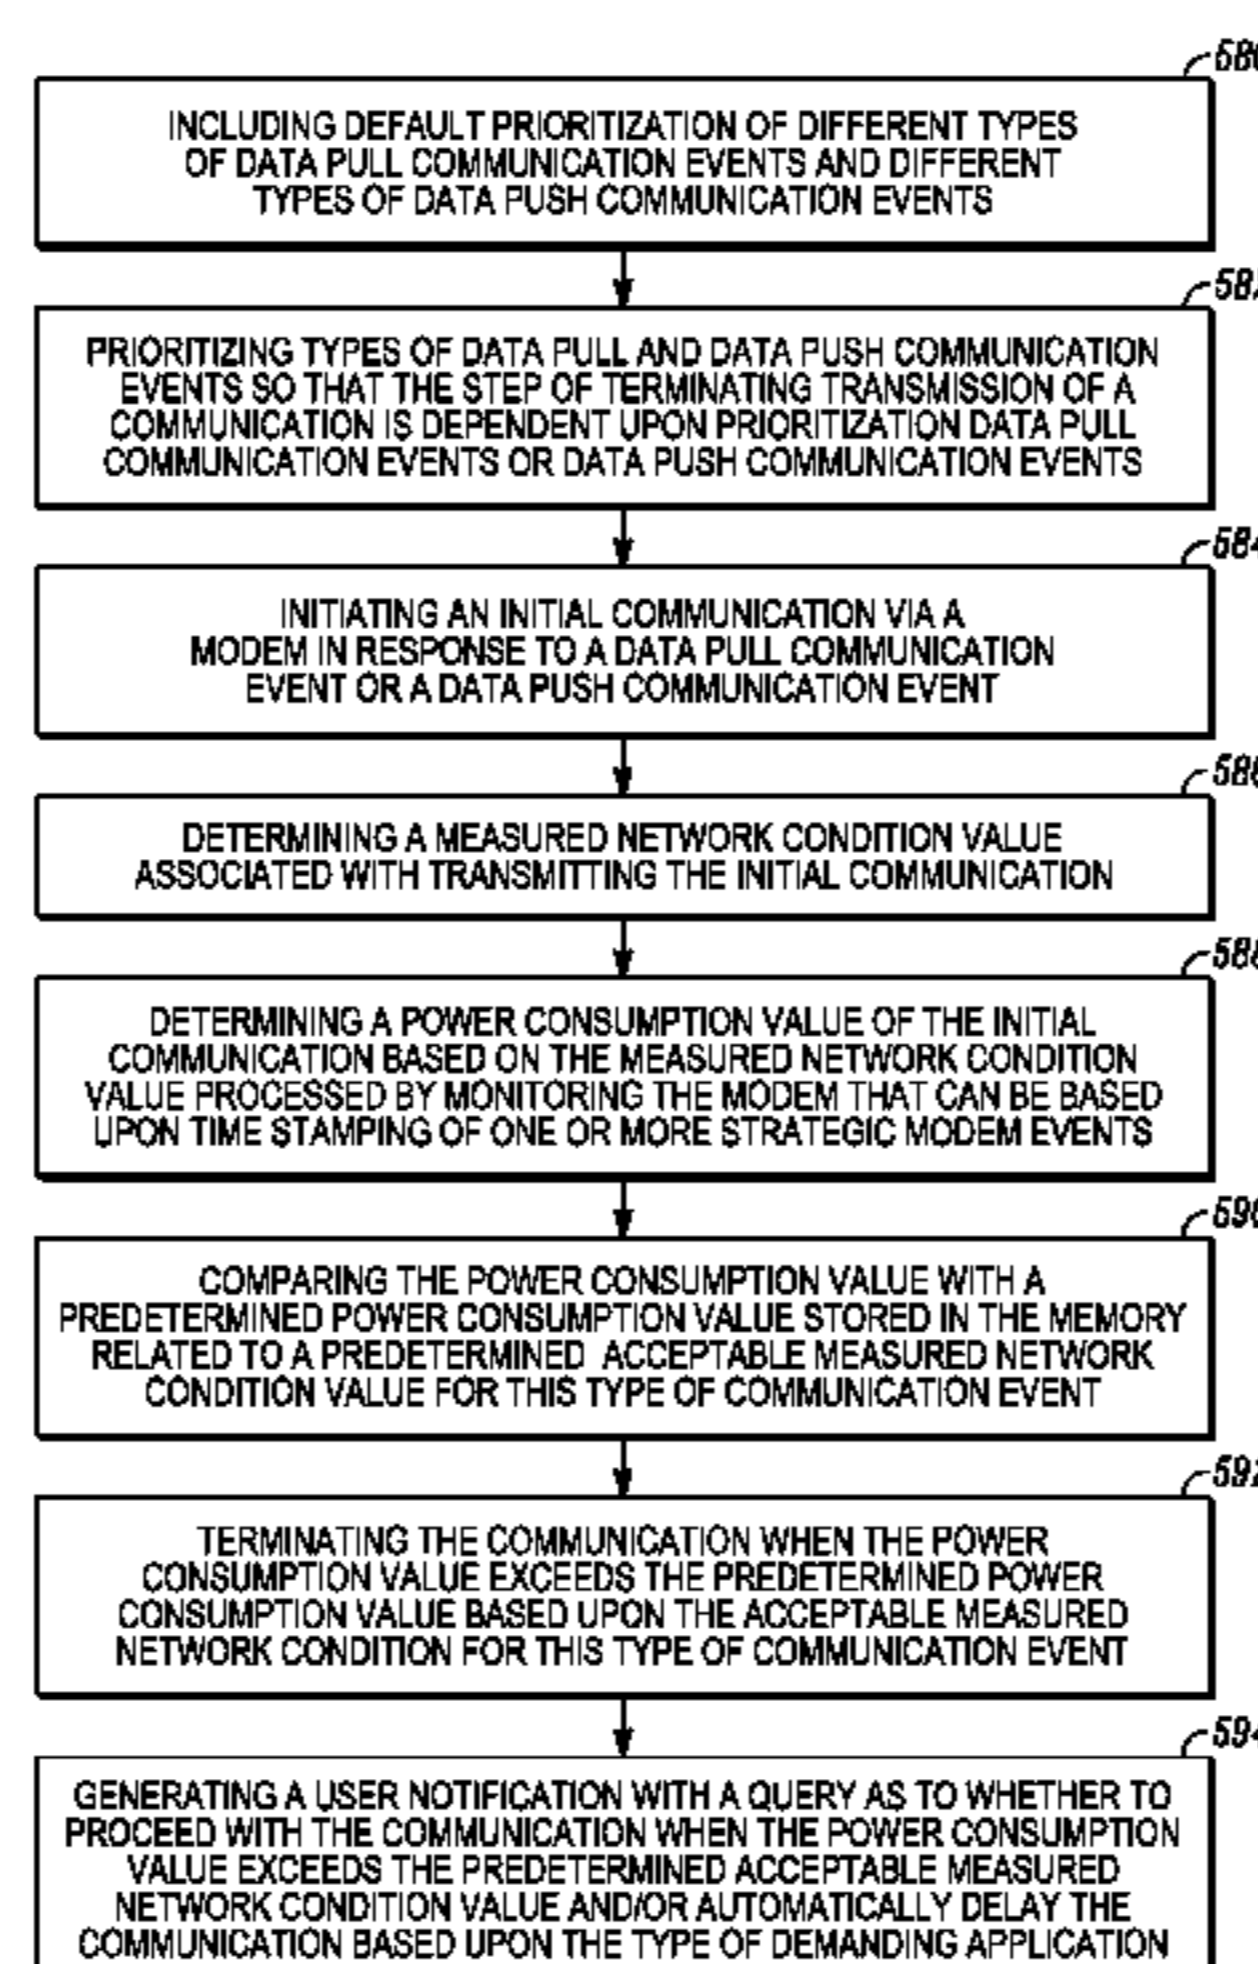 INCLUDING DEFAULT PRIORITIZATION OF DIFFERENT TYPES
OF DATA PULL COMMUNICATION EVENTS AND DIFFERENT
TYPES OF DATA PUSH COMMUNICATION EVENTS
PRIORITIZING TYPES OF DATA PULL AND DATA PUSH COMMUNICATION
EVENTS SO THAT THE STEP OF TERMINATING TRANSMISSION OF A
COMMUNICATION IS DEPENDENT UPON PRIORITIZATION DATA PULL
COMMUNICATION EVENTS OR DATA PUSH COMMUNICATION EVENTS
584
INITIATING AN INITIAL COMMUNICATION VIA A
MODEM IN RESPONSE TO A DATA PULL COMMUNICATION
EVENT OR A DATA PUSH COMMUNICATION EVENT
DETERMINING A MEASURED NETWORK CONDITION VALUE
ASSOCIATED WITH TRANSMITTING THE INITIAL COMMUNICATION
DETERMINING A POWER CONSUMPTION VALUE OF THE INITIAL
COMMUNICATION BASED ON THE MEASURED NETWORK CONDITION
VALUE PROCESSED BY MONITORING THE MODEM THAT CAN BE BASED
UPON TIME STAMPING OF ONE OR MORE STRATEGIC MODEM EVENTS
COMPARING THE POWER CONSUMPTION VALUE WITH A
PREDETERMINED POWER CONSUMPTION VALUE STORED IN THE MEMORY
RELATED TO A PREDETERMINED ACCEPTABLE MEASURED NETWORK
CONDITION VALUE FOR THIS TYPE OF COMMUNICATION EVENT
TERMINATING THE COMMUNICATION WHEN THE POWER
CONSUMPTION VALUE EXCEEDS THE PREDETERMINED POWER
CONSUMPTION VALUE BASED UPON THE ACCEPTABLE MEASURED
NETWORK CONDITION FOR THIS TYPE OF COMMUNICATION EVENT
594
GENERATING A USER NOTIFICATION WITH A QUERY AS TO WHETHER TO
PROCEED WITH THE COMMUNICATION WHEN THE POWER CONSUMPTION
VALUE EXCEEDS THE PREDETERMINED ACCEPTABLE MEASURED
NETWORK CONDITION VALUE AND/OR AUTOMATICALLY DELAY THE
COMMUNICATION BASED UPON THE TYPE OF DEMANDING APPLICATION